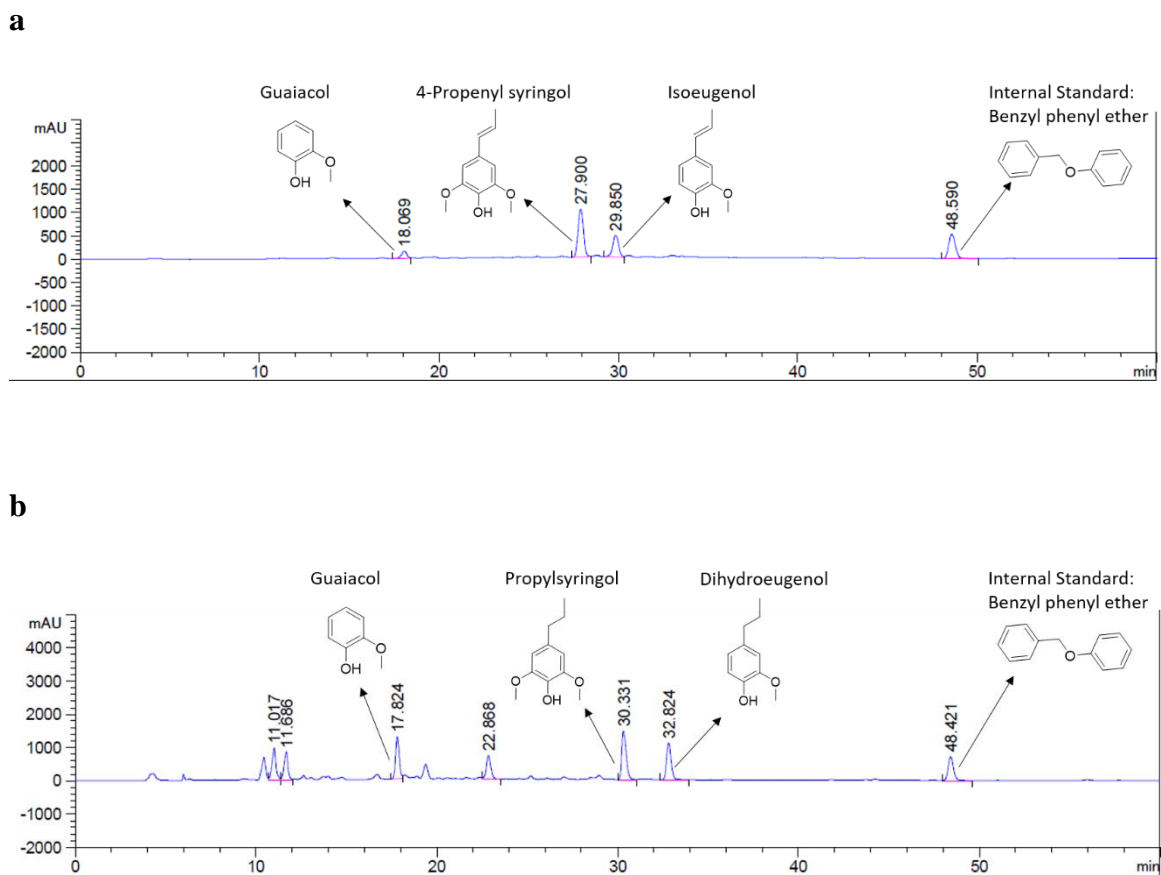 a
Guaiacol
4-Propenyl syringol
Isoeugenol
Internal Standard:
Benzyl phenyl ether
mAU
2000
1500
1000
500
0
-500
-1000
-1500
-2000
OH
O
O
O
OH
O
OH
O
18.069
27.900
29.850
48.590
0
10
20
30
40
50
min
b
Guaiacol
Propylsyringol
Dihydroeugenol
Internal Standard:
Benzyl phenyl ether
mAU
4000
3000
2000
1000
0
-1000
-2000
O
OH
O
O
OH
O
OH
O
11.017
11.686
17.824
22.868
30.331
32.824
48.421
0
10
20
30
40
50
min